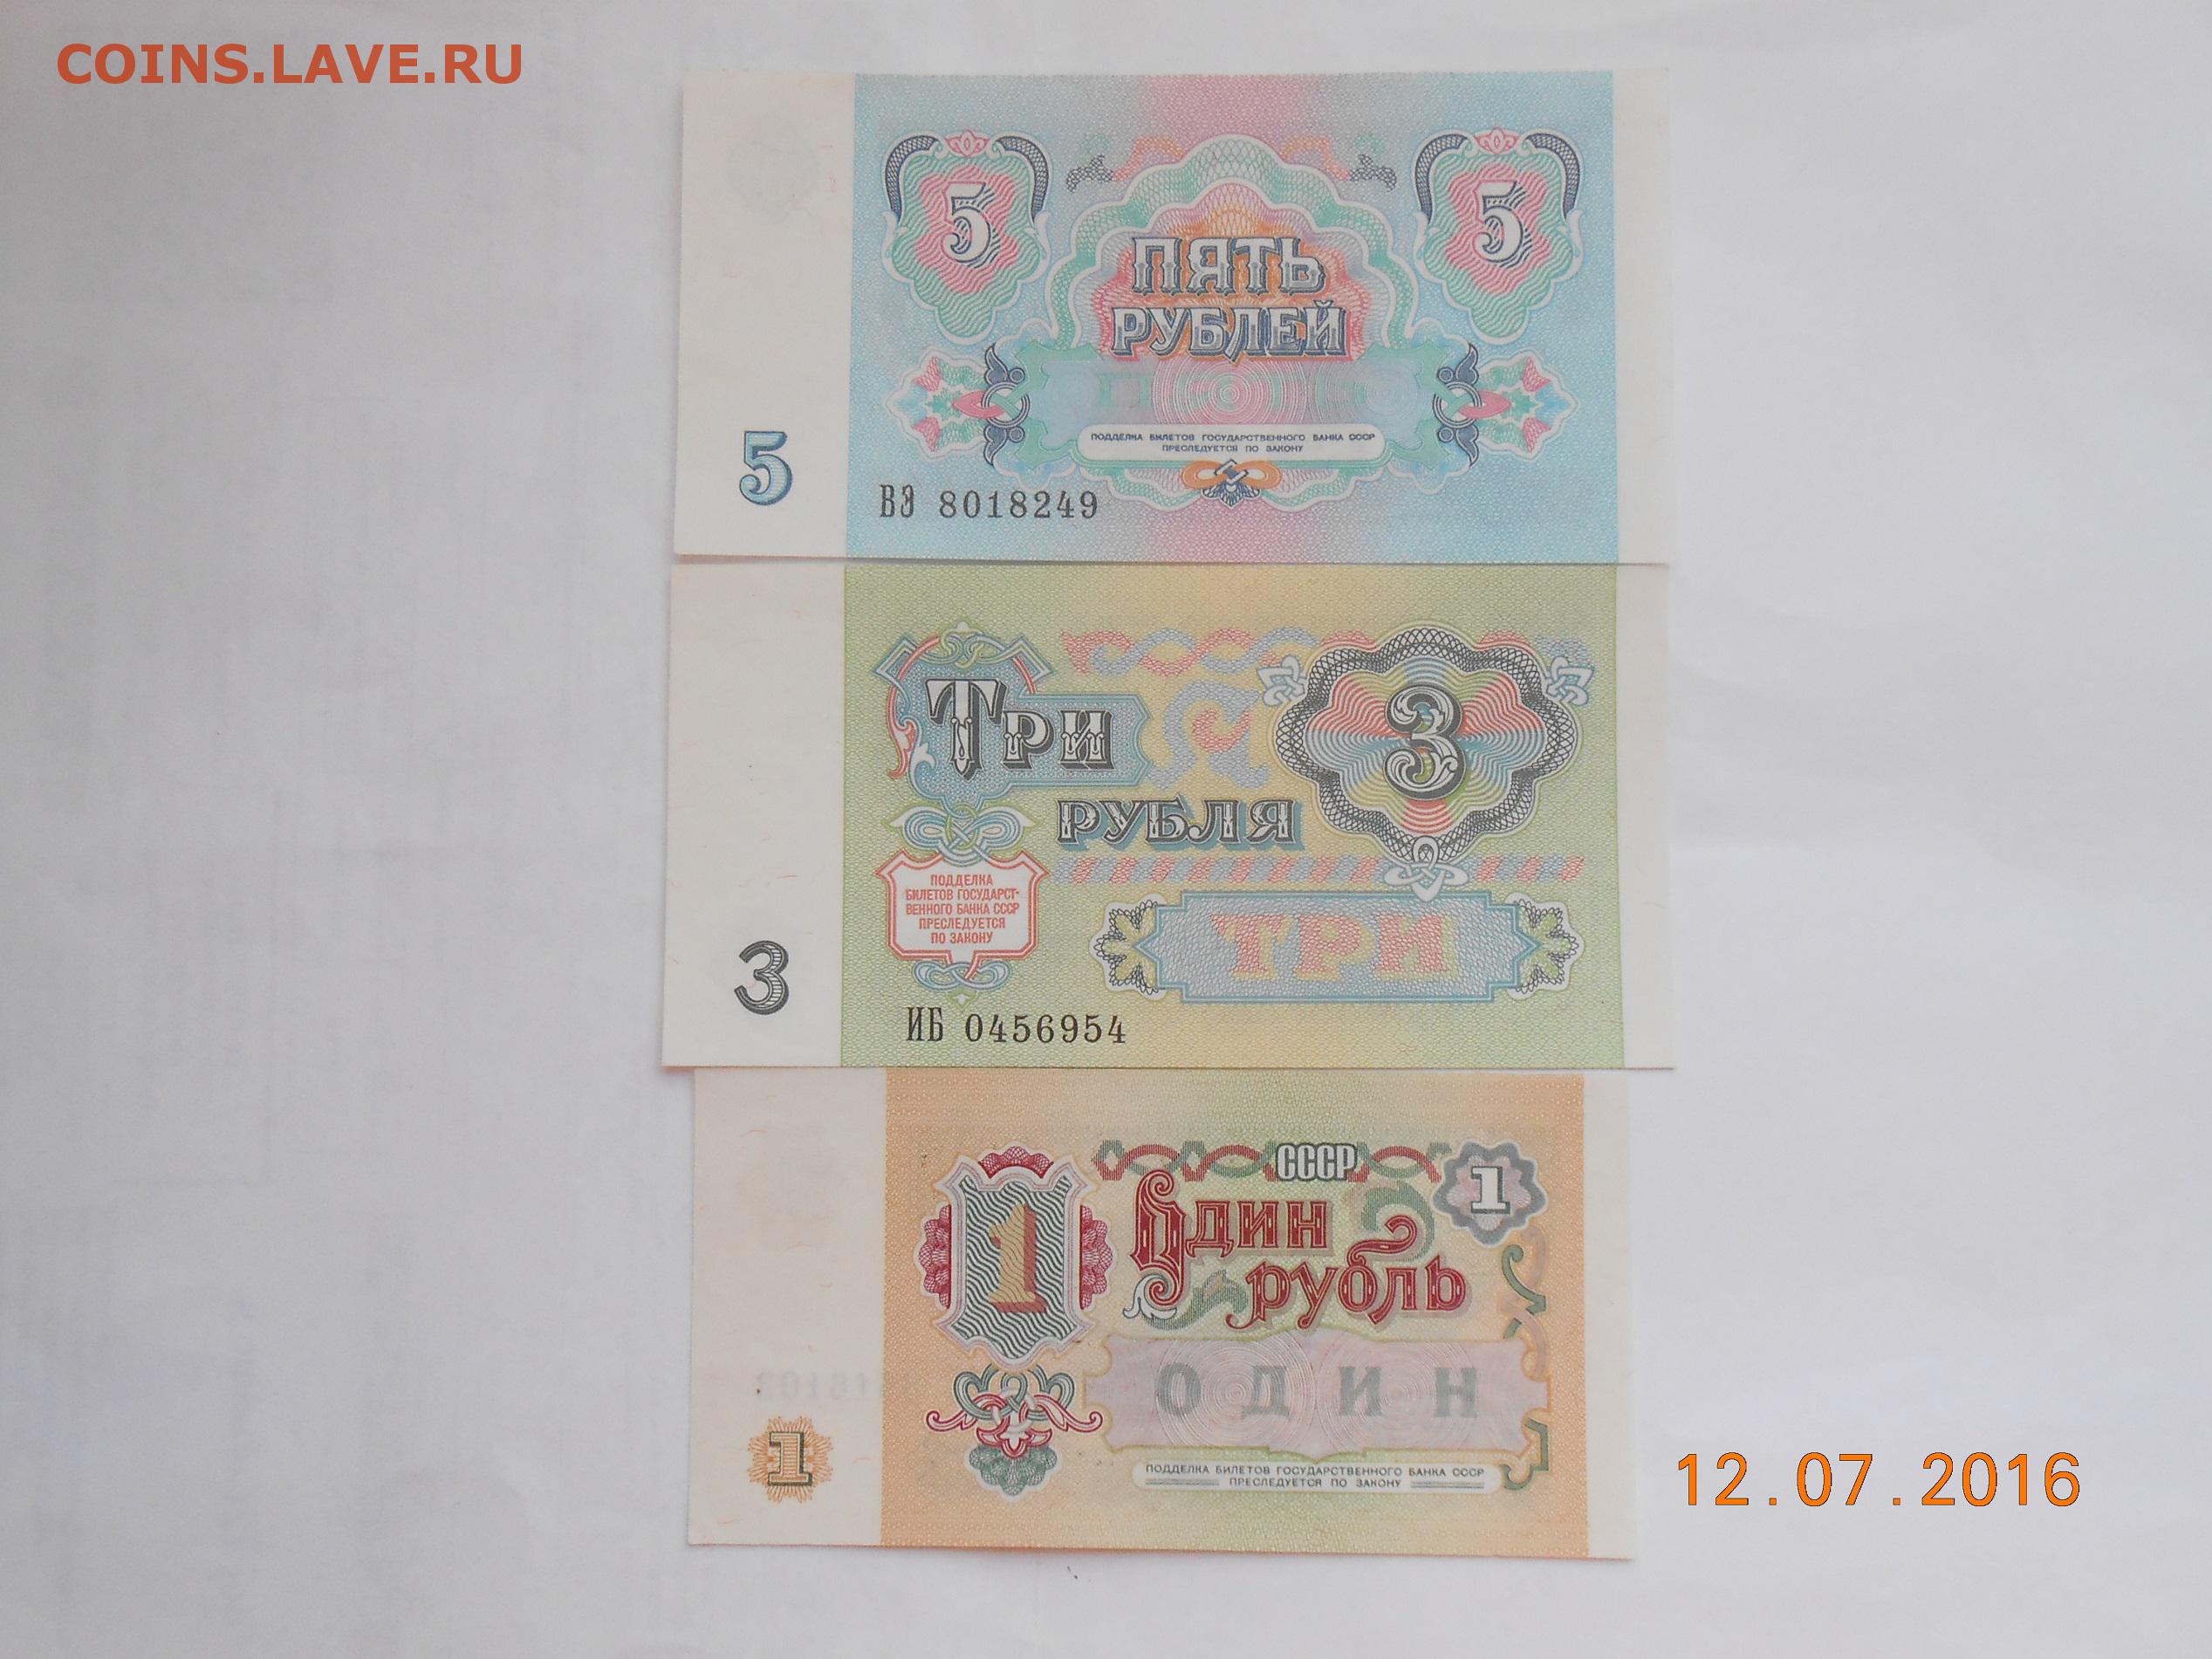 COINS.LAVE.RU
5
5
ПЯТЬ
РУБЛЕЙ
ПОДДЕЛКА БИЛЕТОВ ГОСУДАРСТВЕННОГО БАНКА СССР
ПРЕСЛЕДУЕТСЯ ПО ЗАКОНУ
5
ВЭ 8018249
ТРИ
3
РУБЛЯ
ПОДДЕЛКА
БИЛЕТОВ ГОСУДАРСТ-
ВЕННОГО БАНКА СССР
ПРЕСЛЕДУЕТСЯ
ПО ЗАКОНУ
ТРИ
3
ИБ 0456954
СССР
1
1
Один
рубль
ОДИН
1
ПОДДЕЛКА БИЛЕТОВ ГОСУДАРСТВЕННОГО БАНКА СССР
ПРЕСЛЕДУЕТСЯ ПО ЗАКОНУ
12.07.2016